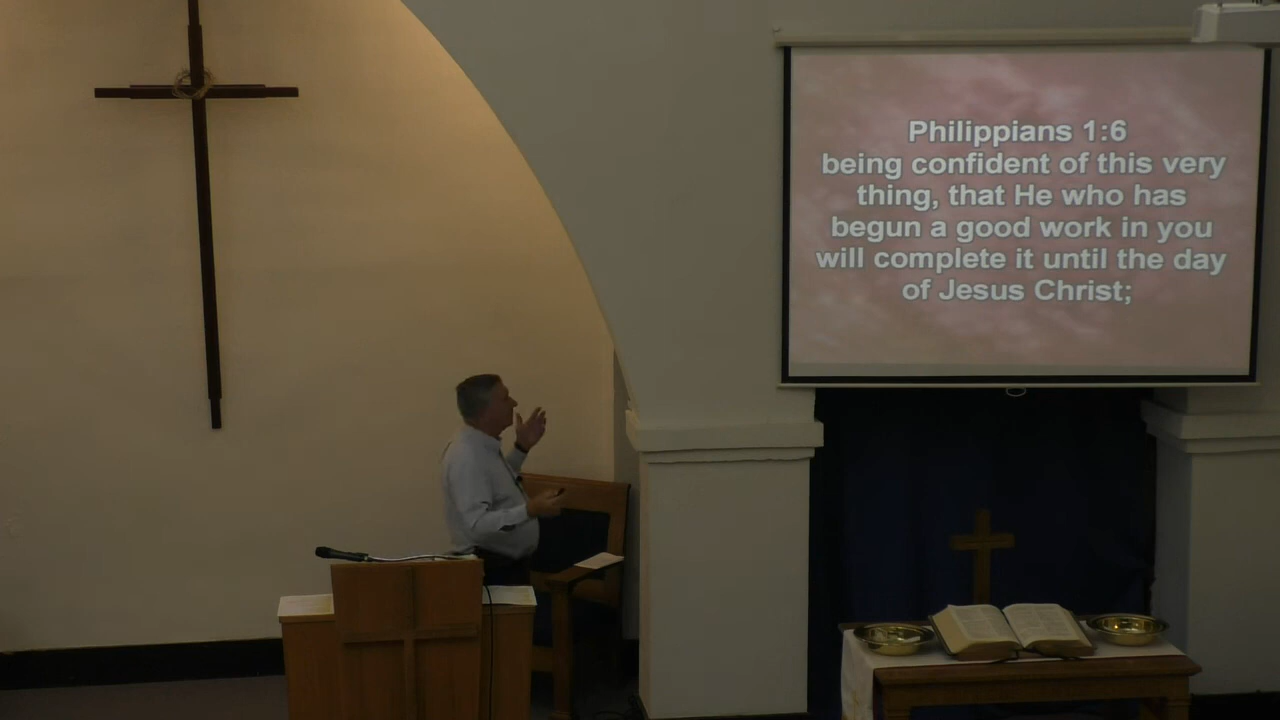 Philippians 1:6
being confident of this very
thing, that He who has
begun a good work in you
will complete it until the day
of Jesus Christ;